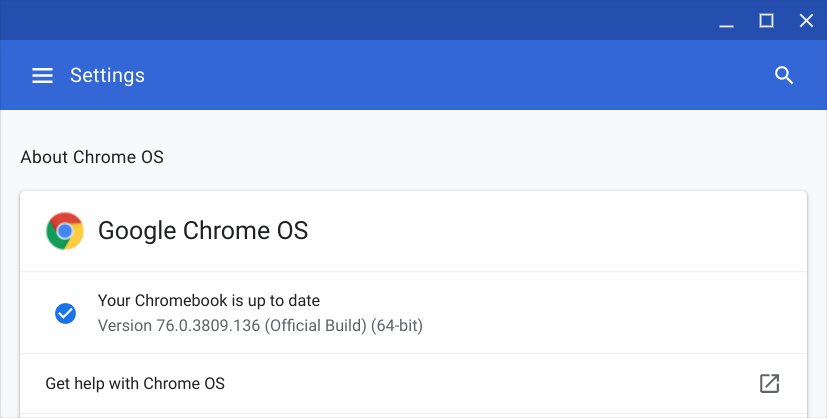 Settings
About Chrome OS
Google Chrome OS
Your Chromebook is up to date
Version 76.0.3809.136 (Official Build) (64-bit)
Get help with Chrome OS